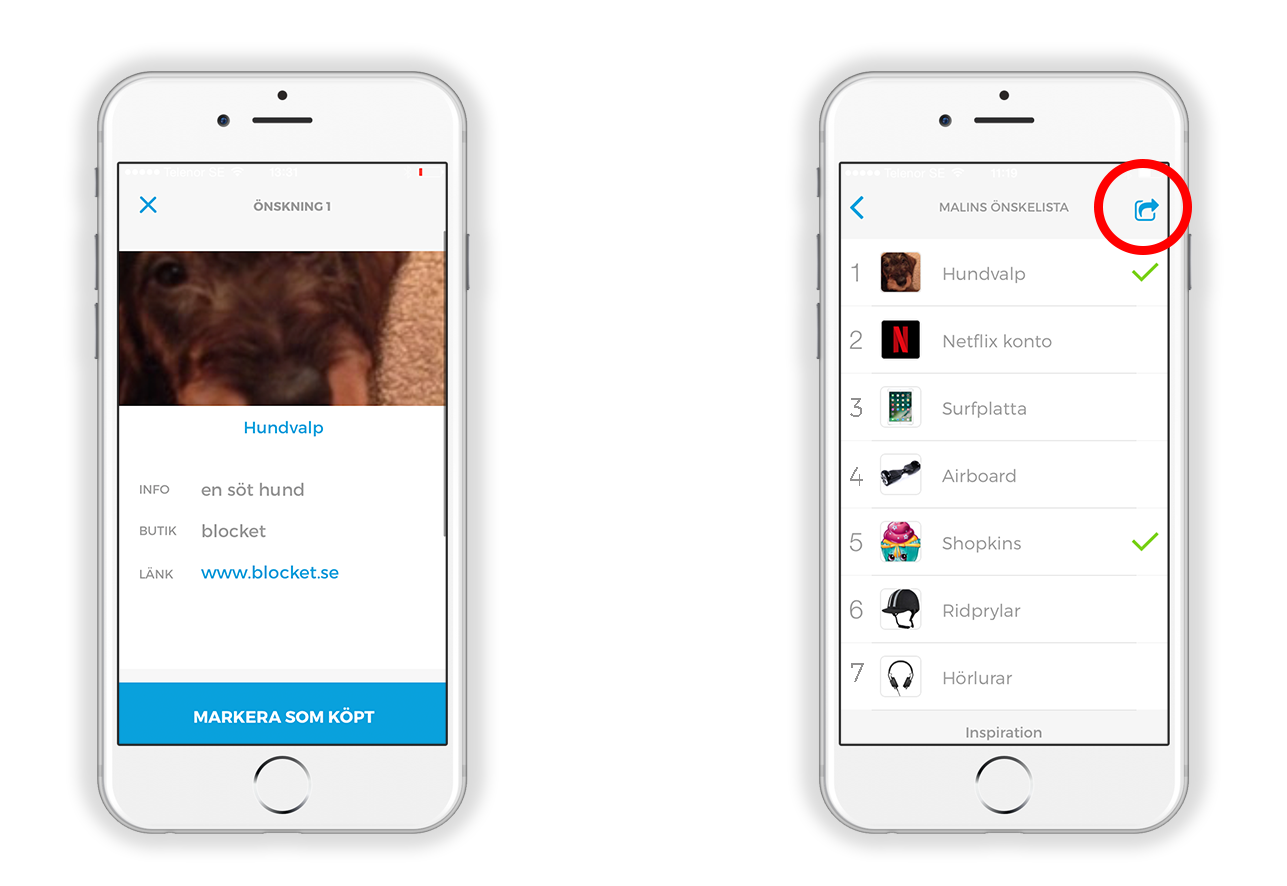 Telenor SE 13:31
ÖNSKNING 1
Hundvalp
INFO en söt hund
BUTIK blocket
LÄNK www.blocket.se
MARKERA SOM KÖPT
Telenor SE 11:19
MALINS ÖNSKELISTA
1 Hundvalp
2 N Netflix konto
3 Surfplatta
4 Airboard
5 Shopkins
6 Ridprylar
7 Hörlurar
Inspiration